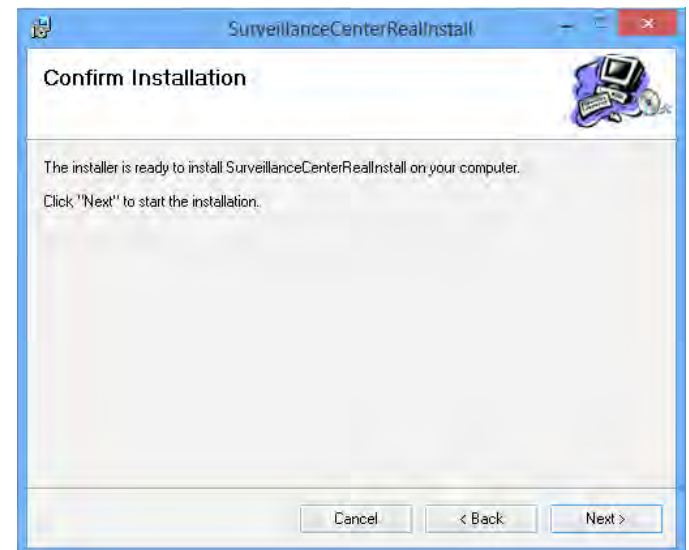 SurveillanceCenterRealInstall
Confirm Installation
The installer is ready to install SurveillanceCenterRealInstall on your computer.
Click "Next" to start the installation.
Cancel
< Back
Next >